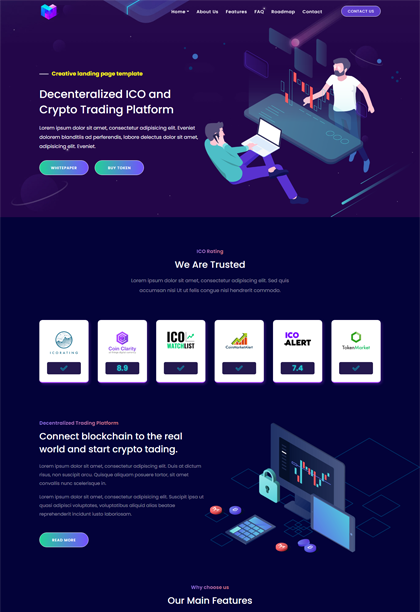 Home
About Us
Features
FAQ
Roadmap
Contact
CONTACT US
Creative landing page template
Decenteralized ICO and
Crypto Trading Platform
Lorem ipsum dolor sit amet, consectetur adipisicing elit. Eveniet
dolorem blanditiis ad perferendis, labore delectus dolor sit amet,
adipisicing elit. Eveniet.
WHITEPAPER
BUY TOKEN
ICO Rating
We Are Trusted
Lorem ipsum dolor sit amet, consectetur adipiscing elit. Sed quis
accumsan nisi Ut ut felis congue nisl hendrerit commodo.
ICORATING
Coin Clarity
8.9
ICO
WATCHLIST
CoinMarketAlert
ICO
ALERT
7.4
TokenMarket
Decentralized Trading Platform
Connect blockchain to the real
world and start crypto tading.
Lorem ipsum dolor sit amet, consectetur adipiscing elit. Duis at dictum
risus, non suscipit arcu. Quisque aliquam posuere tortor, sit amet
convallis nunc scelerisque in.
Lorem ipsum dolor sit amet, consectetur adipisicing elit. Suscipit ipsa ut
quasi adipisci voluptates, voluptatibus aliquid alias beatae
reprehenderit incidunt iusto laboriosam.
READ MORE
Why choose us
Our Main Features